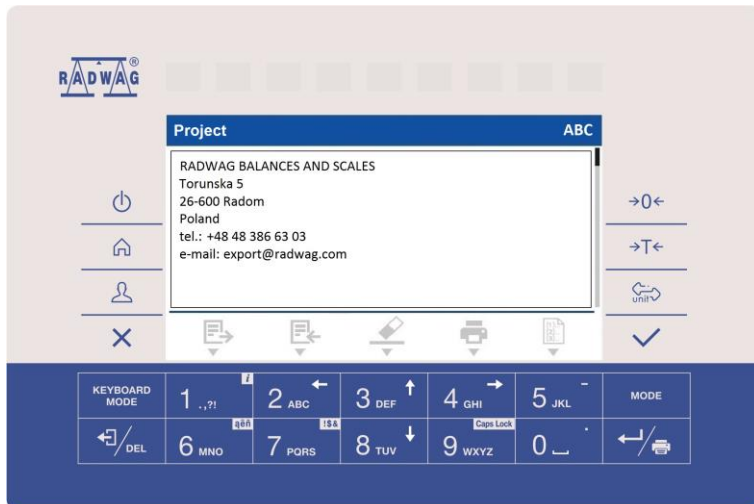 RADWAG®
Project ABC
RADWAG BALANCES AND SCALES
Torunska 5
26-600 Radom
Poland
tel.: +48 48 386 63 03
e-mail: export@radwag.com
→0←
→T←
unit
KEYBOARD MODE
1 .,?! i
2 ABC ←
3 DEF ↑
4 GHI →
5 JKL -
MODE
/DEL
6 MNO ąëñ
7 PQRS !$&
8 TUV ↓
9 WXYZ Caps Lock
0 .